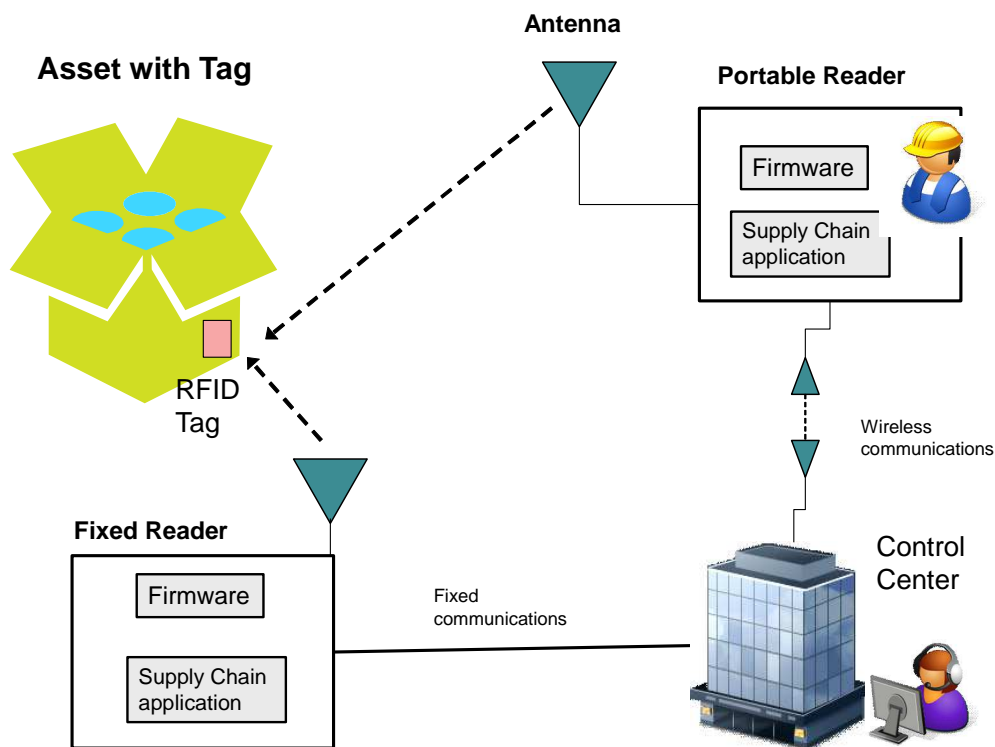 Antenna
Asset with Tag
Portable Reader
Firmware
Supply Chain
application
RFID
Tag
Wireless
communications
Fixed Reader
Control
Center
Firmware
Fixed
communications
Supply Chain
application